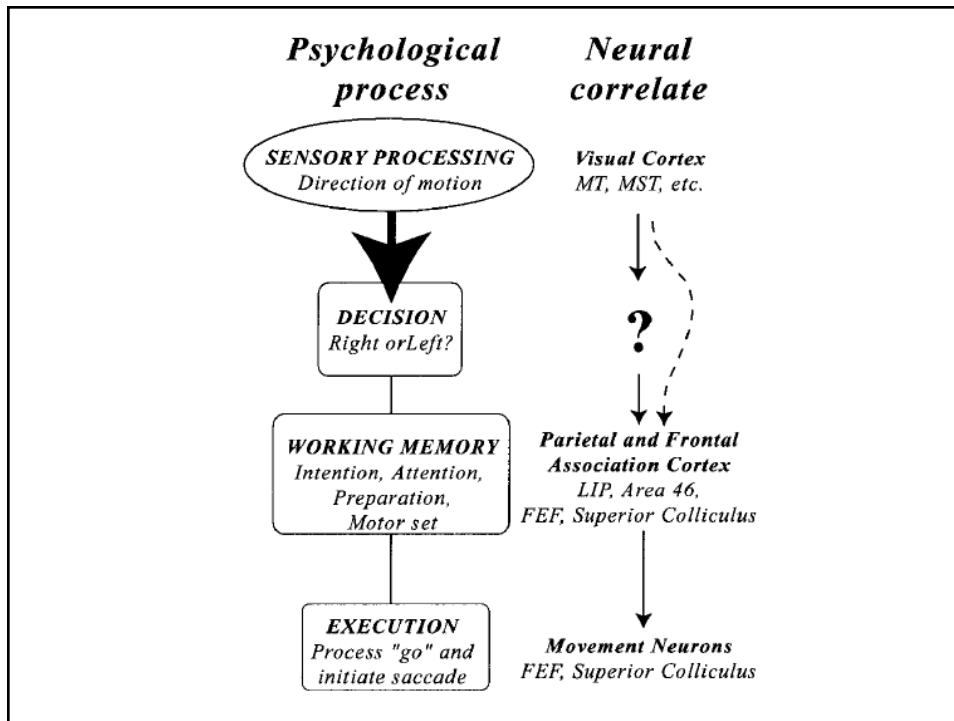 Psychological
process
SENSORY PROCESSING
Direction of motion
DECISION
Right orLeft?
WORKING MEMORY
Intention, Attention,
Preparation,
Motor set
EXECUTION
Process "go" and
initiate saccade
Neural
correlate
Visual Cortex
MT, MST, etc.
?
Parietal and Frontal
Association Cortex
LIP, Area 46,
FEF, Superior Colliculus
Movement Neurons
FEF, Superior Colliculus